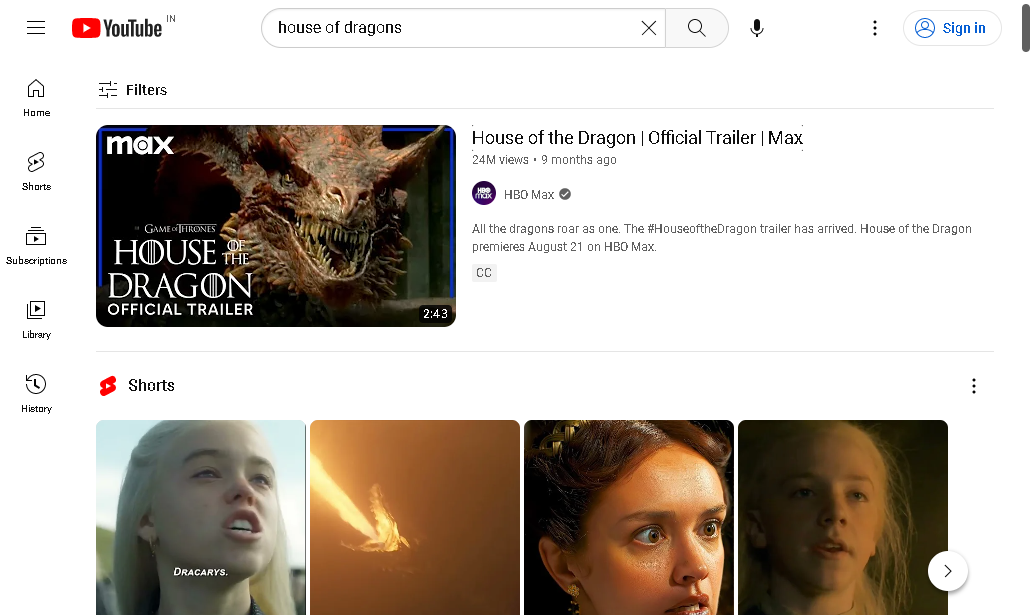 YouTube IN
house of dragons
Sign in
Home
Shorts
Subscriptions
Library
History
Filters
max
GAME OF THRONES
HOUSE OF THE
DRAGON
OFFICIAL TRAILER
2:43
House of the Dragon | Official Trailer | Max
24M views • 9 months ago
HBO max
HBO Max
All the dragons roar as one. The #HouseoftheDragon trailer has arrived. House of the Dragon
premieres August 21 on HBO Max.
CC
Shorts
DRACARYS.